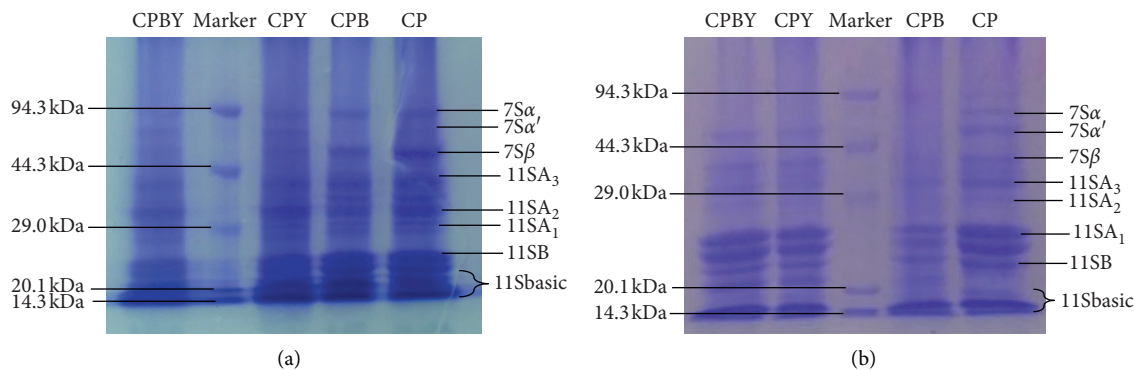 CPBY Marker CPY CPB CP
94.3 kDa
44.3 kDa
29.0 kDa
20.1 kDa
14.3 kDa
7Sα
7Sα′
7Sβ
11SA₃
11SA₂
11SA₁
11SB
11Sbasic
(a)
CPBY CPY Marker CPB CP
94.3 kDa
44.3 kDa
29.0 kDa
20.1 kDa
14.3 kDa
7Sα
7Sα′
7Sβ
11SA₃
11SA₂
11SA₁
11SB
11Sbasic
(b)